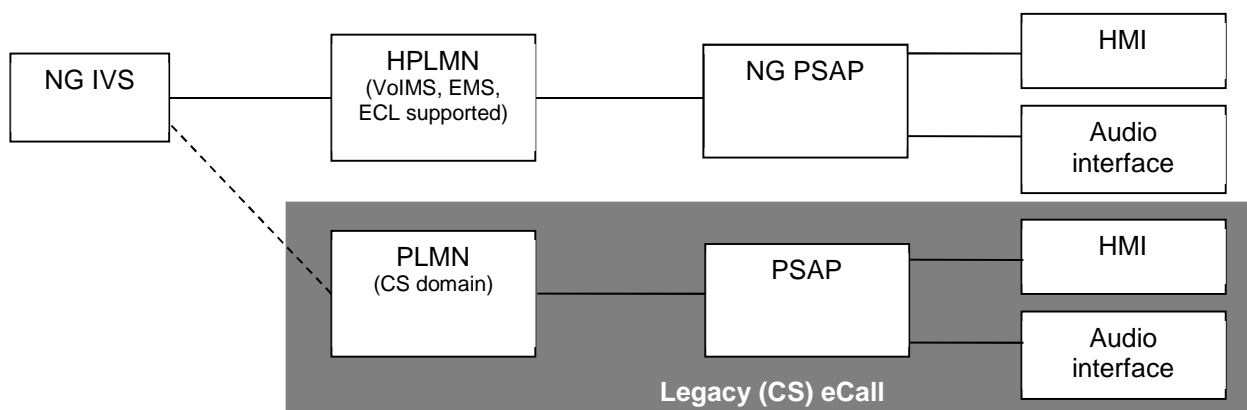 NG IVS
HPLMN
(VoIMS, EMS,
ECL supported)
NG PSAP
HMI
Audio
interface
PLMN
(CS domain)
PSAP
HMI
Audio
interface
Legacy (CS) eCall